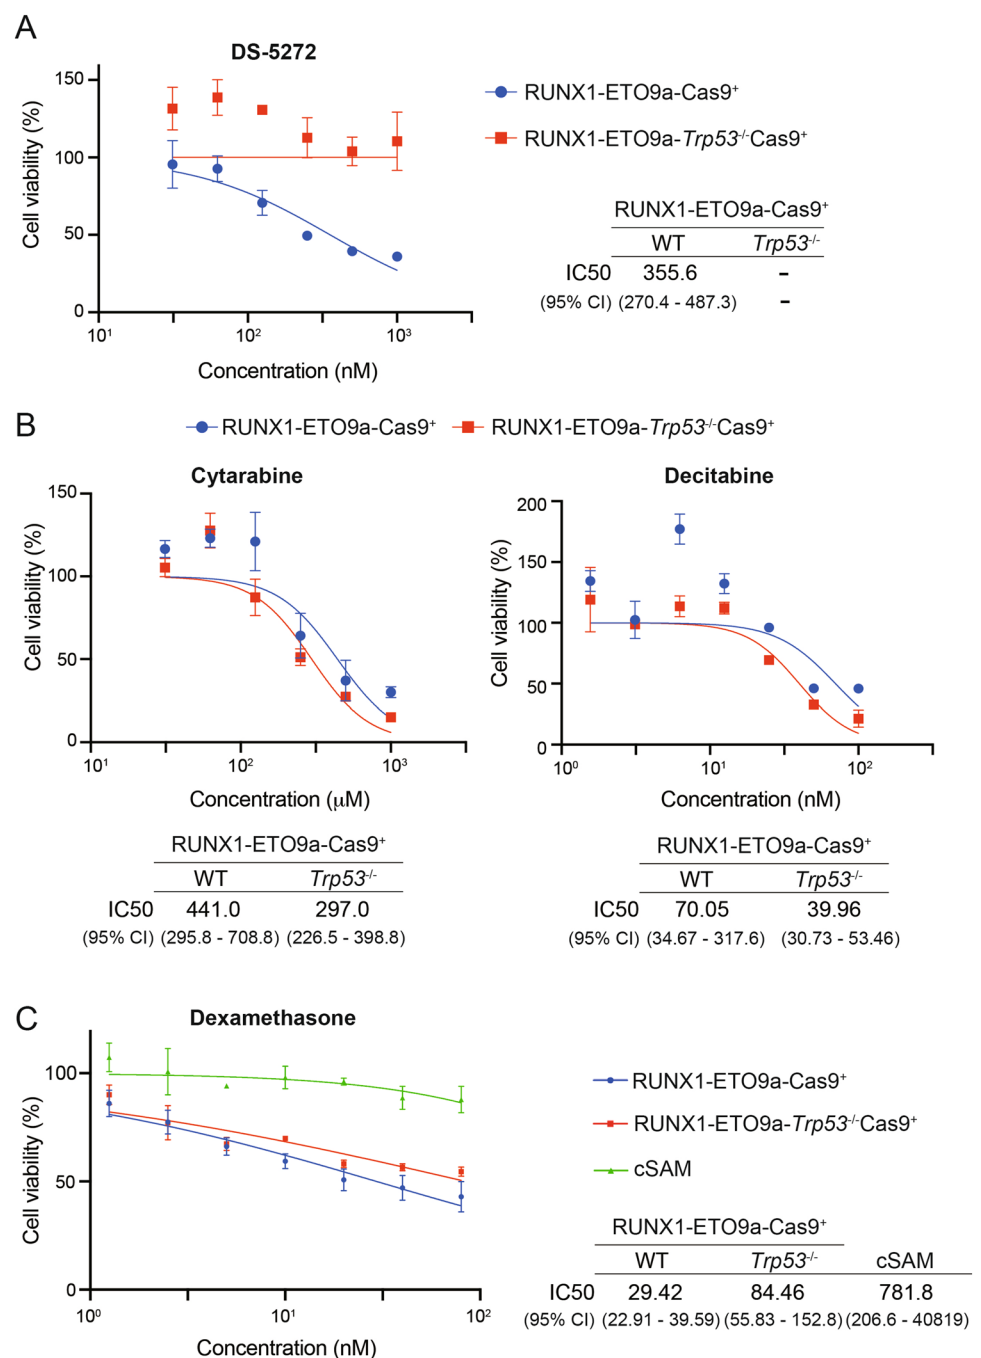 A
DS-5272
Cell viability (%)
150
100
50
0
10¹
10²
10³
Concentration (nM)
RUNX1-ETO9a-Cas9⁺
RUNX1-ETO9a-Trp53⁻/⁻Cas9⁺
RUNX1-ETO9a-Cas9⁺
WT Trp53⁻/⁻
IC50 355.6 –
(95% CI) (270.4 - 487.3) –
B
RUNX1-ETO9a-Cas9⁺ RUNX1-ETO9a-Trp53⁻/⁻Cas9⁺
Cytarabine
Cell viability (%)
150
100
50
0
10¹
10²
10³
Concentration (μM)
RUNX1-ETO9a-Cas9⁺
WT Trp53⁻/⁻
IC50 441.0 297.0
(95% CI) (295.8 - 708.8) (226.5 - 398.8)
Decitabine
Cell viability (%)
200
150
100
50
0
10⁰
10¹
10²
Concentration (nM)
RUNX1-ETO9a-Cas9⁺
WT Trp53⁻/⁻
IC50 70.05 39.96
(95% CI) (34.67 - 317.6) (30.73 - 53.46)
C
Dexamethasone
Cell viability (%)
100
50
0
10⁰
10¹
10²
Concentration (nM)
RUNX1-ETO9a-Cas9⁺
RUNX1-ETO9a-Trp53⁻/⁻Cas9⁺
cSAM
RUNX1-ETO9a-Cas9⁺
WT Trp53⁻/⁻ cSAM
IC50 29.42 84.46 781.8
(95% CI) (22.91 - 39.59) (55.83 - 152.8) (206.6 - 40819)